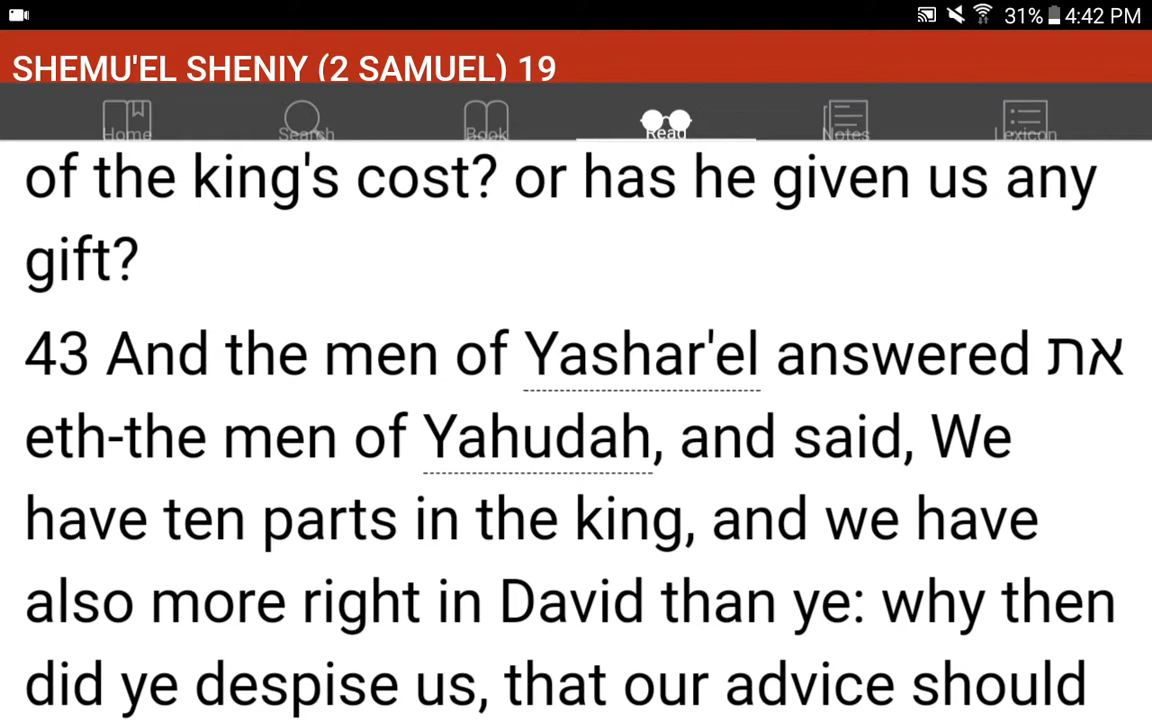 31% 4:42 PM
SHEMU'EL SHENIY (2 SAMUEL) 19
Home Search Book Read Notes Lexicon
of the king's cost? or has he given us any
gift?
43 And the men of Yashar'el answered את
eth-the men of Yahudah, and said, We
have ten parts in the king, and we have
also more right in David than ye: why then
did ye despise us, that our advice should